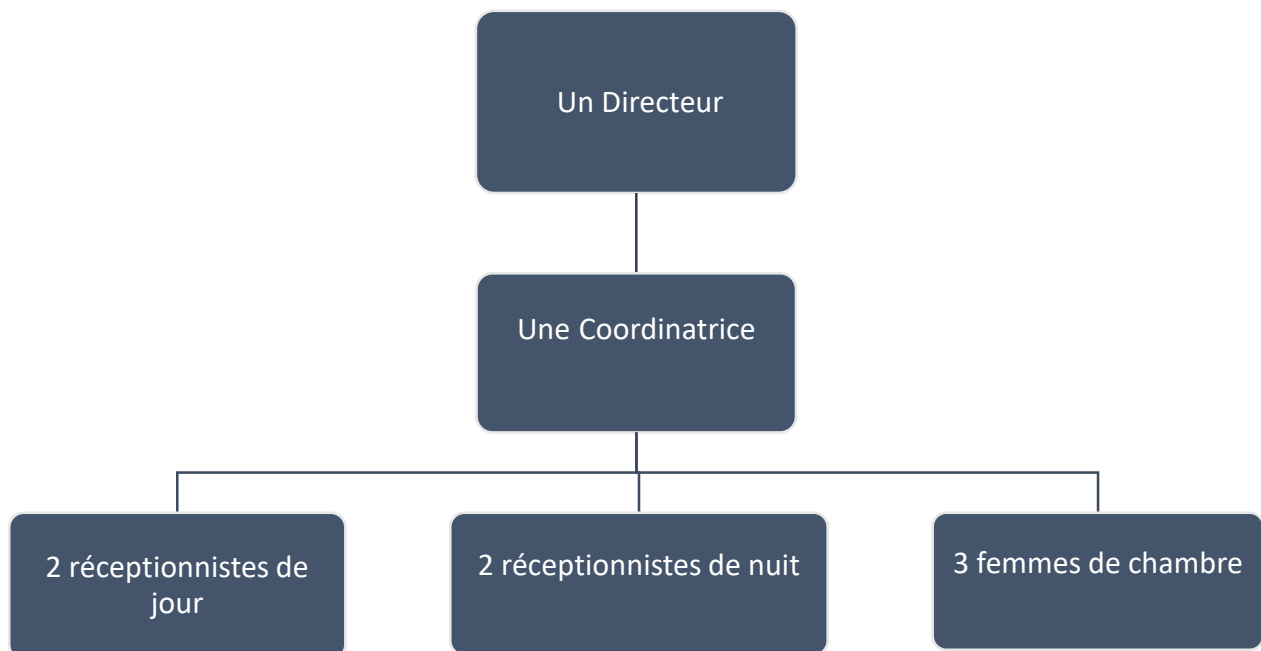 Un Directeur
Une Coordinatrice
2 réceptionnistes de
jour
2 réceptionnistes de nuit
3 femmes de chambre